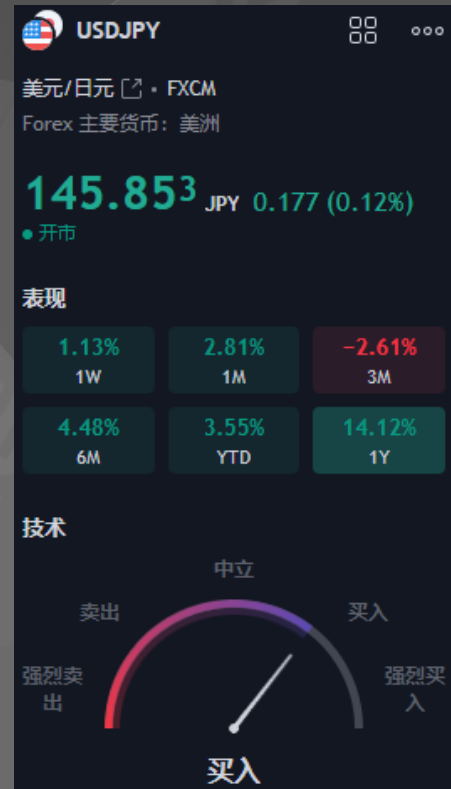 USDJPY
美元/日元 · FXCM
Forex 主要货币：美洲
145.853 JPY 0.177 (0.12%)
开市
表现
1.13% 2.81% −2.61%
1W 1M 3M
4.48% 3.55% 14.12%
6M YTD 1Y
技术
中立
卖出 买入
强烈卖出 强烈买入
买入